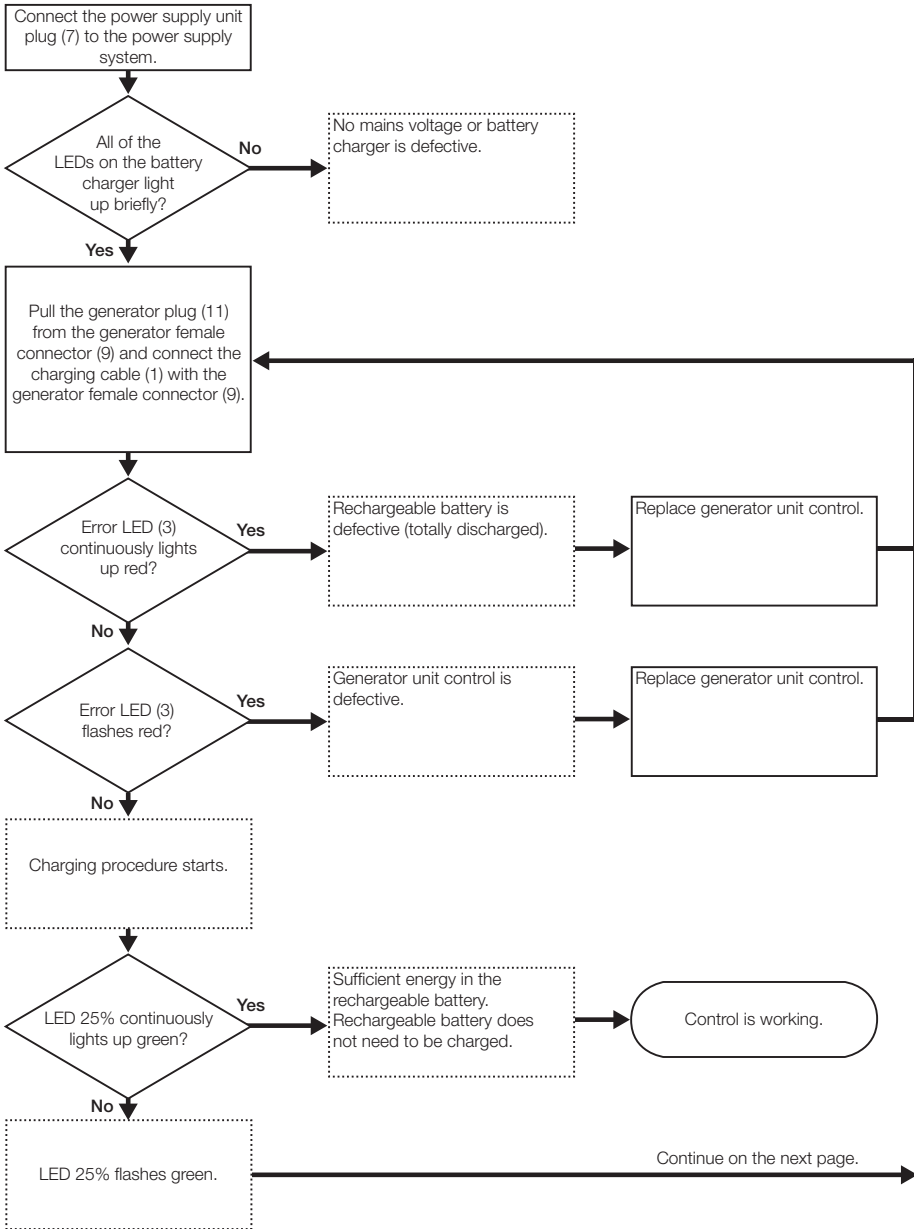 Connect the power supply unit
plug (7) to the power supply
system.
All of the
LEDs on the battery
charger light
up briefly?
No
No mains voltage or battery
charger is defective.
Yes
Pull the generator plug (11)
from the generator female
connector (9) and connect the
charging cable (1) with the
generator female connector (9).
Error LED (3)
continuously lights
up red?
Yes
Rechargeable battery is
defective (totally discharged).
Replace generator unit control.
No
Error LED (3)
flashes red?
Yes
Generator unit control is
defective.
Replace generator unit control.
No
Charging procedure starts.
LED 25% continuously
lights up green?
Yes
Sufficient energy in the
rechargeable battery.
Rechargeable battery does
not need to be charged.
Control is working.
No
LED 25% flashes green.
Continue on the next page.